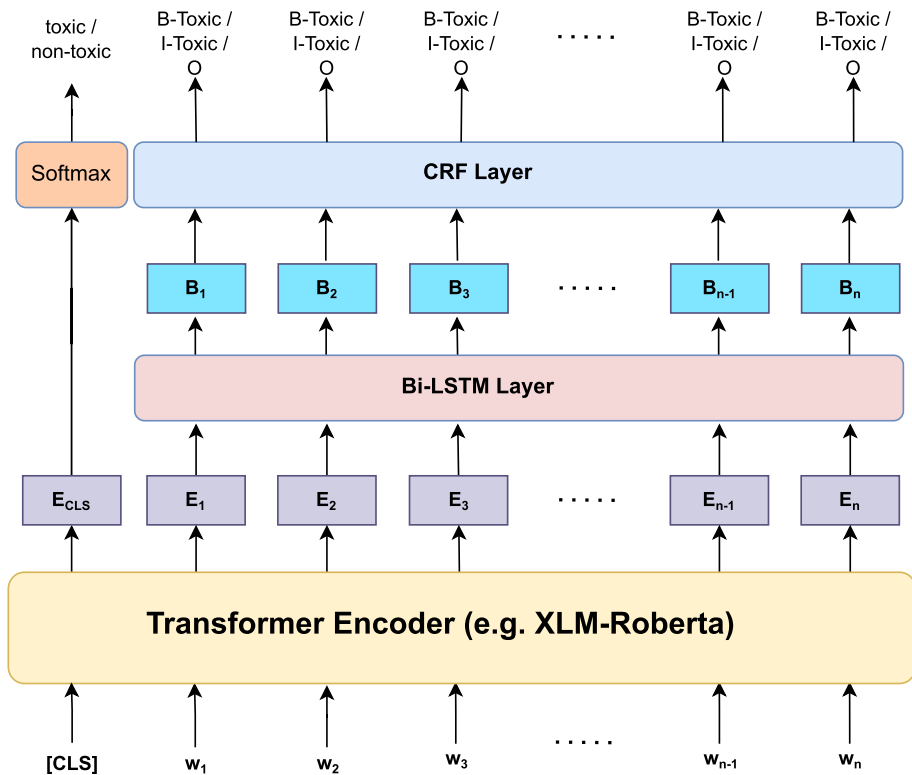 toxic / B-Toxic / B-Toxic / B-Toxic / B-Toxic / B-Toxic /
non-toxic I-Toxic / I-Toxic / I-Toxic / ..... I-Toxic / I-Toxic /
O O O O O
Softmax CRF Layer
B1 B2 B3 ..... Bn-1 Bn
Bi-LSTM Layer
ECLS E1 E2 E3 ..... En-1 En
Transformer Encoder (e.g. XLM-Roberta)
[CLS] w1 w2 w3 ..... wn-1 wn